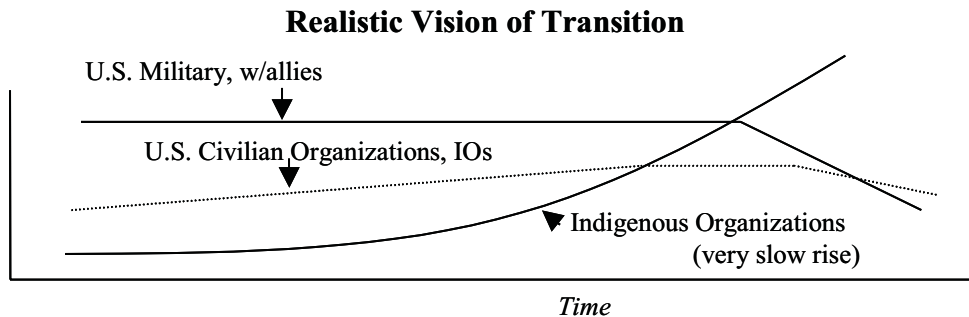 Realistic Vision of Transition
U.S. Military, w/allies
U.S. Civilian Organizations, IOs
Indigenous Organizations
(very slow rise)
Time